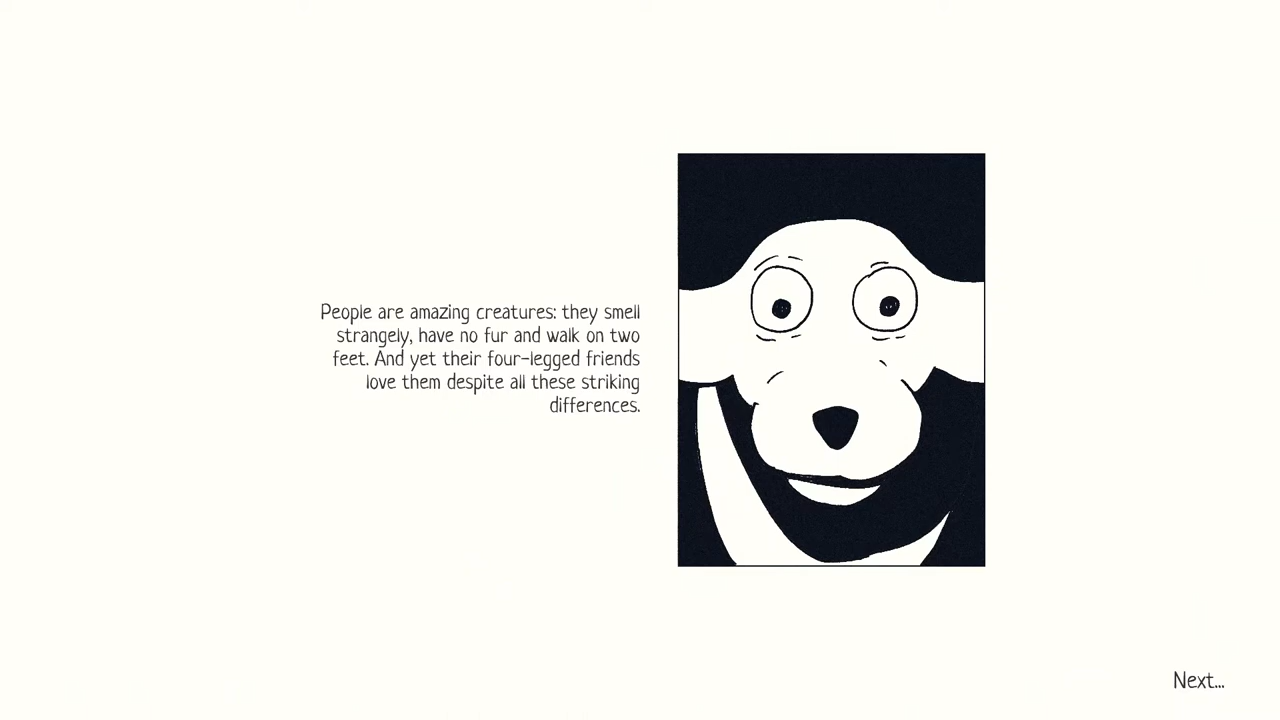 People are amazing creatures: they smell
strangely, have no fur and walk on two
feet. And yet their four-legged friends
love them despite all these striking
differences.
Next...